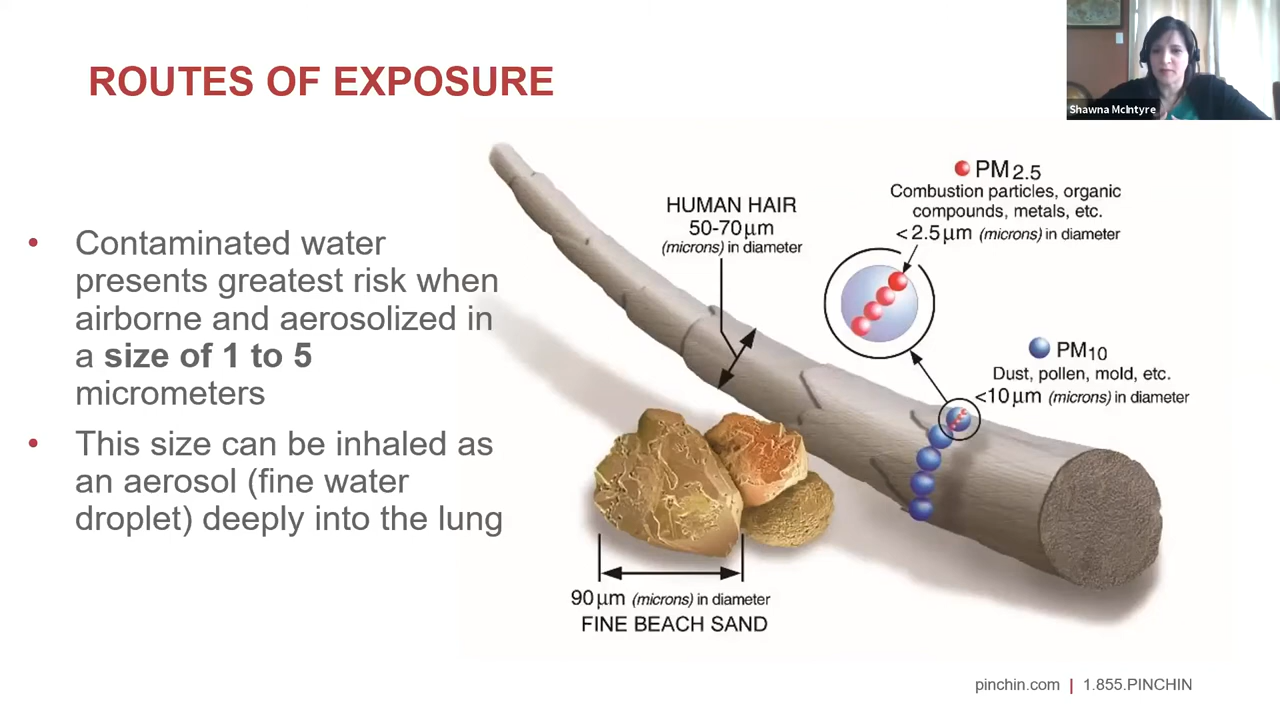 ROUTES OF EXPOSURE
Shawna McIntyre
• Contaminated water
presents greatest risk when
airborne and aerosolized in
a size of 1 to 5
micrometers
• This size can be inhaled as
an aerosol (fine water
droplet) deeply into the lung
HUMAN HAIR
50-70µm
(microns) in diameter
PM2.5
Combustion particles, organic
compounds, metals, etc.
<2.5µm (microns) in diameter
PM10
Dust, pollen, mold, etc.
<10µm (microns) in diameter
90µm (microns) in diameter
FINE BEACH SAND
pinchin.com | 1.855.PINCHIN